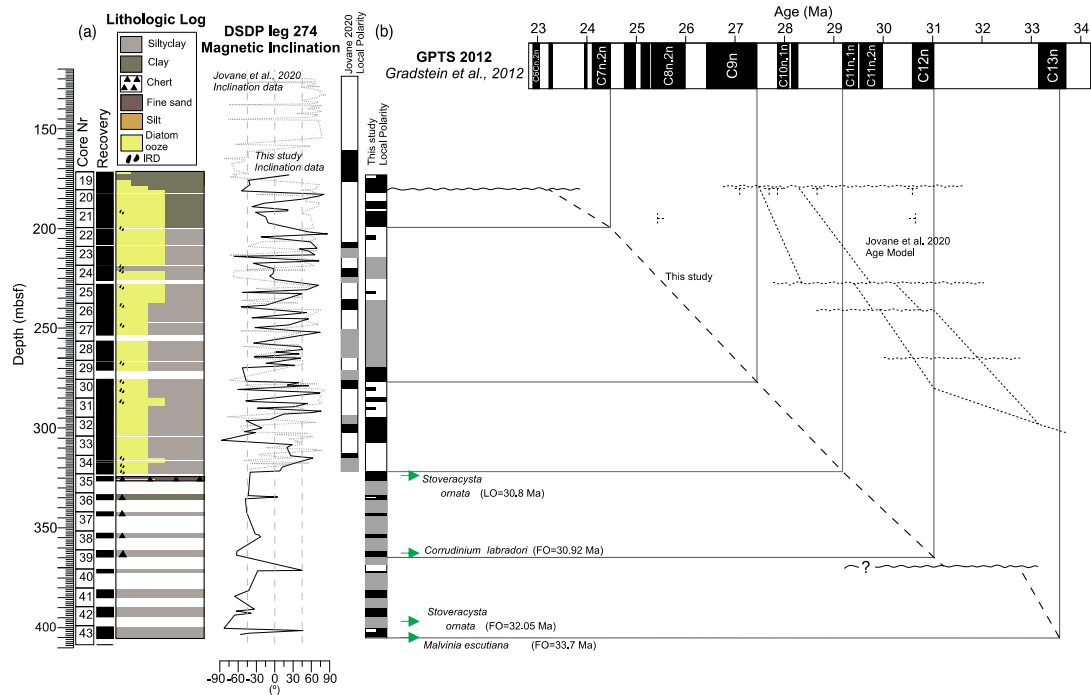 (a)
Lithologic Log
Siltyclay
Clay
Chert
Fine sand
Silt
Diatom
ooze
IRD
DSDP leg 274
Magnetic Inclination
Jovane et al., 2020
Inclination data
This study
Inclination data
Jovane 2020
Local Polarity
(b)
This study
Local Polarity
GPTS 2012
Gradstein et al., 2012
Age (Ma)
23 24 25 26 27 28 29 30 31 32 33 34
C6Cn.2n
C7n.2n
C8n.2n
C9n
C10n.1n
C11n.1n
C11n.2n
C12n
C13n
Depth (mbsf)
150
200
250
300
350
400
Core Nr
Recovery
19
20
21
22
23
24
25
26
27
28
29
30
31
32
33
34
35
36
37
38
39
40
41
42
43
Jovane et al. 2020
Age Model
This study
Stoveracysta
ornata (LO=30.8 Ma)
Corrudinium labradori (FO=30.92 Ma)
?
Stoveracysta
ornata (FO=32.05 Ma)
Malvinia escutiana (FO=33.7 Ma)
-90 -60 -30 0 30 60 90
(°)